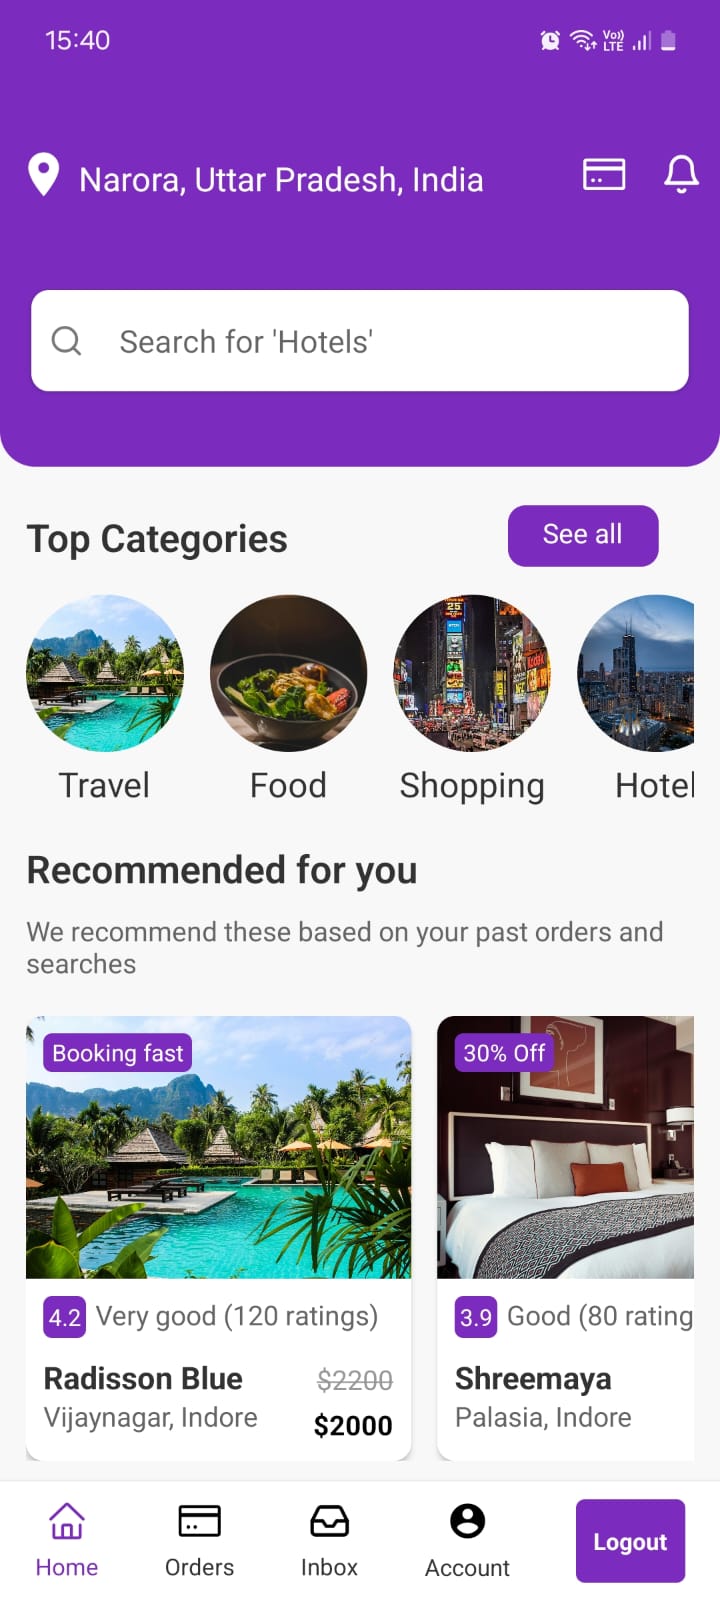 15:40
Vo))
LTE
Narora, Uttar Pradesh, India
Search for 'Hotels'
Top Categories
See all
25
Kodak
Travel
Food
Shopping
Hotel
Recommended for you
We recommend these based on your past orders and
searches
Booking fast
30% Off
4.2 Very good (120 ratings)
3.9 Good (80 rating
Radisson Blue
$2200
Vijaynagar, Indore
$2000
Shreemaya
Palasia, Indore
Home
Orders
Inbox
Account
Logout